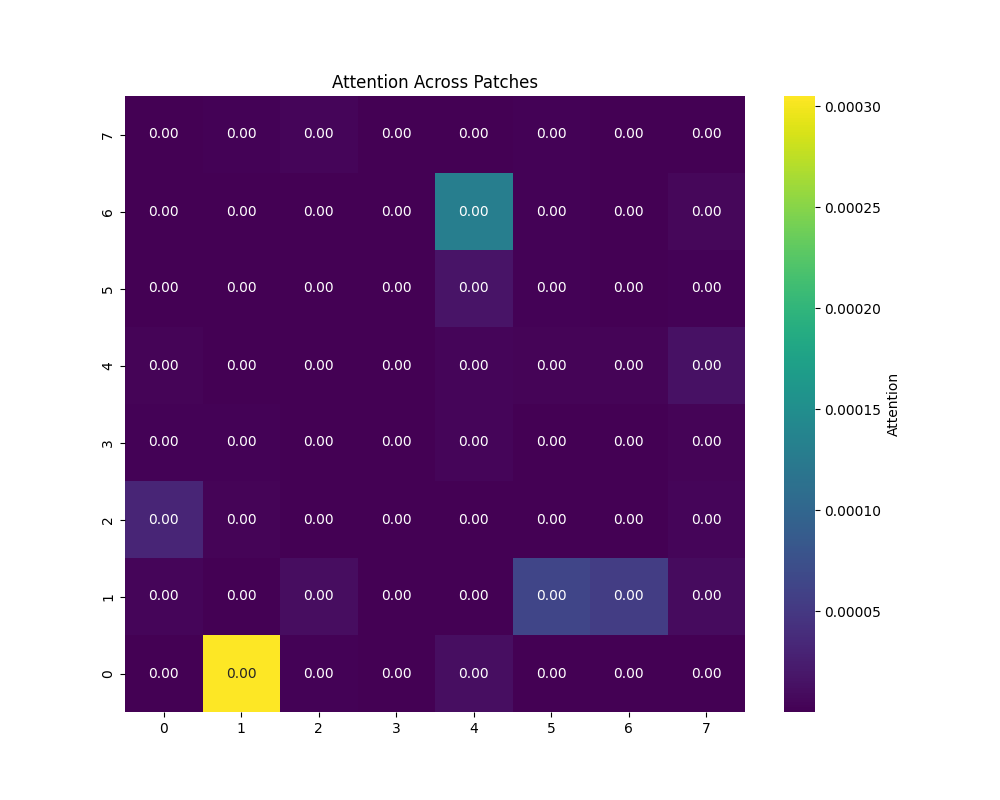 Attention Across Patches
7 0.00 0.00 0.00 0.00 0.00 0.00 0.00 0.00
6 0.00 0.00 0.00 0.00 0.00 0.00 0.00 0.00
5 0.00 0.00 0.00 0.00 0.00 0.00 0.00 0.00
4 0.00 0.00 0.00 0.00 0.00 0.00 0.00 0.00
3 0.00 0.00 0.00 0.00 0.00 0.00 0.00 0.00
2 0.00 0.00 0.00 0.00 0.00 0.00 0.00 0.00
1 0.00 0.00 0.00 0.00 0.00 0.00 0.00 0.00
0 0.00 0.00 0.00 0.00 0.00 0.00 0.00 0.00
0 1 2 3 4 5 6 7
0.00030
0.00025
0.00020
0.00015
0.00010
0.00005
Attention